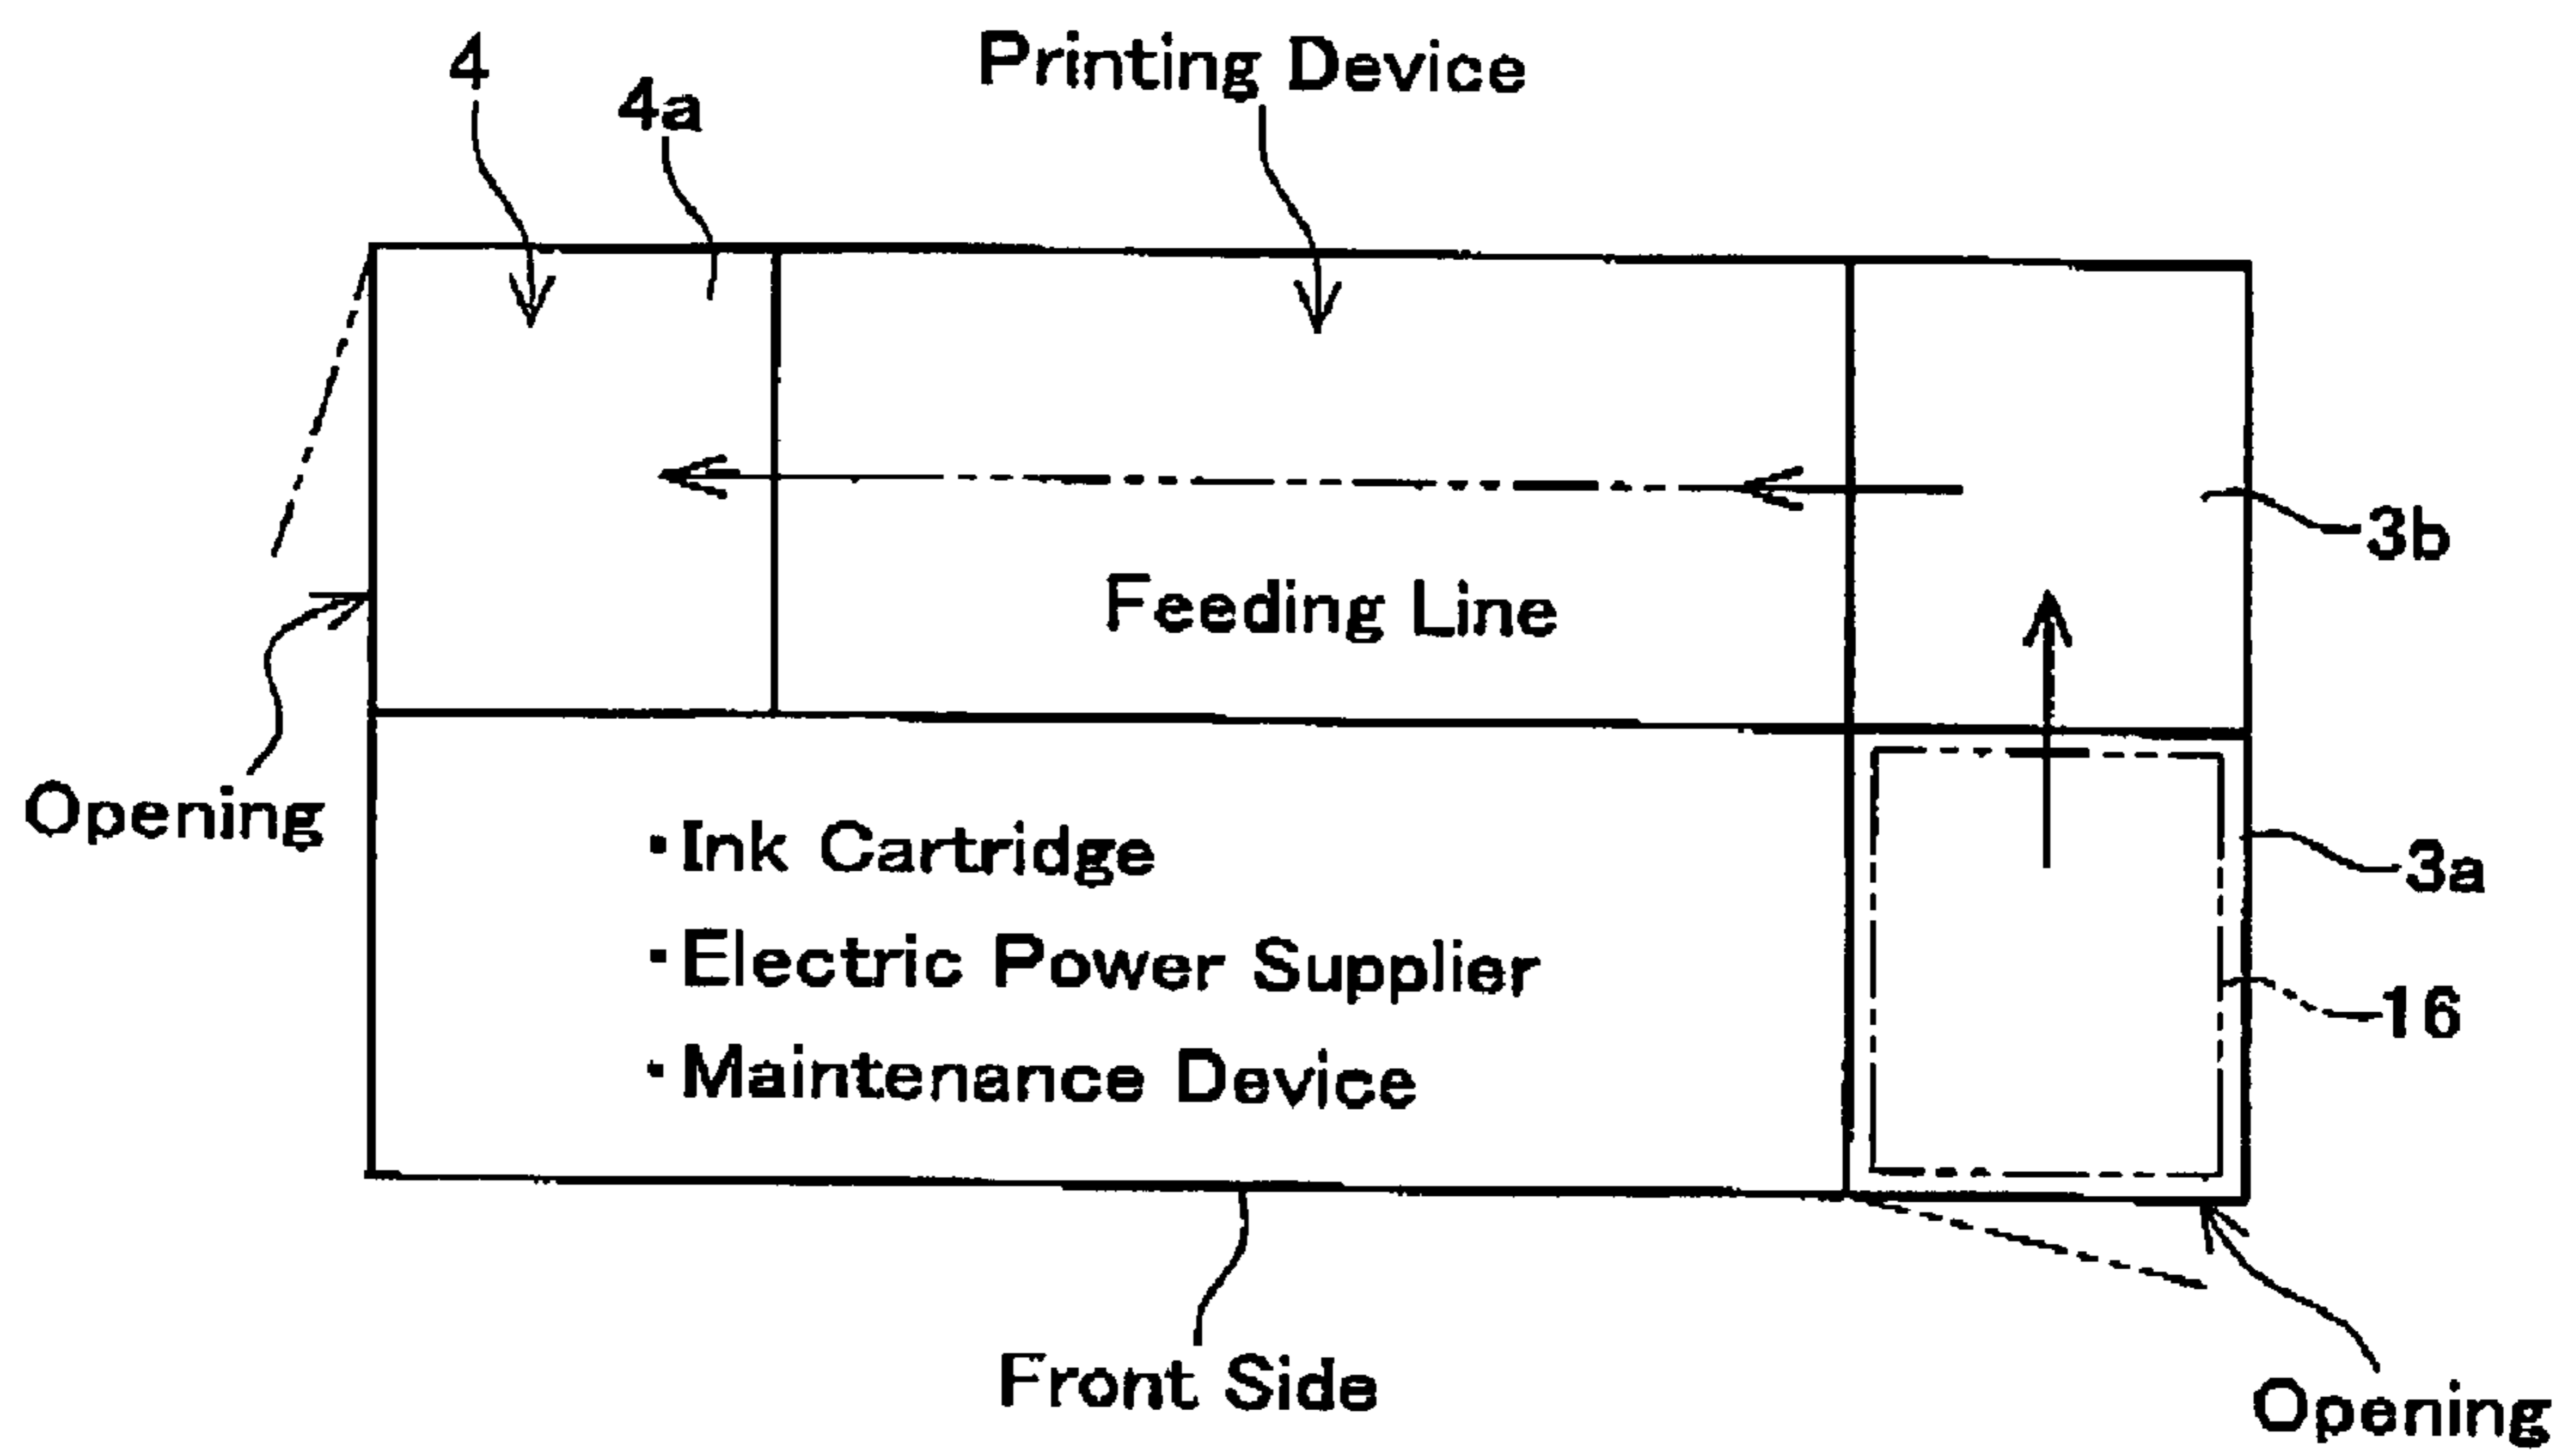 4
4a
Printing Device
3b
Feeding Line
Opening
・Ink Cartridge
3a
・Electric Power Supplier
16
・Maintenance Device
Front Side
Opening